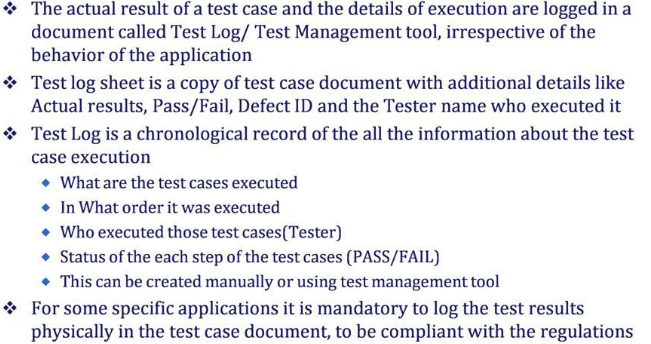 ❖ The actual result of a test case and the details of execution are logged in a
document called Test Log/ Test Management tool, irrespective of the
behavior of the application
❖ Test log sheet is a copy of test case document with additional details like
Actual results, Pass/Fail, Defect ID and the Tester name who executed it
❖ Test Log is a chronological record of the all the information about the test
case execution
◆ What are the test cases executed
◆ In What order it was executed
◆ Who executed those test cases(Tester)
◆ Status of the each step of the test cases (PASS/FAIL)
◆ This can be created manually or using test management tool
❖ For some specific applications it is mandatory to log the test results
physically in the test case document, to be compliant with the regulations